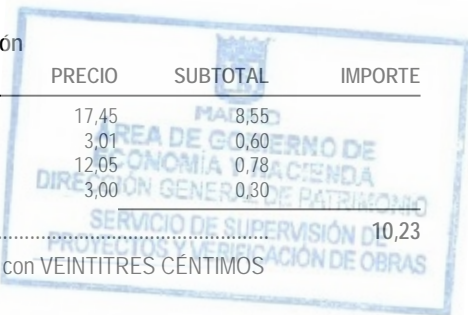 ón
PRECIO SUBTOTAL IMPORTE
17,45 8,55
3,01 0,60
12,05 0,78
3,00 0,30
10,23
con VEINTITRES CÉNTIMOS
MADRID
ÁREA DE GOBIERNO DE
ECONOMÍA Y HACIENDA
DIRECCIÓN GENERAL DE PATRIMONIO
SERVICIO DE SUPERVISIÓN DE
PROYECTOS Y VERIFICACIÓN DE OBRAS